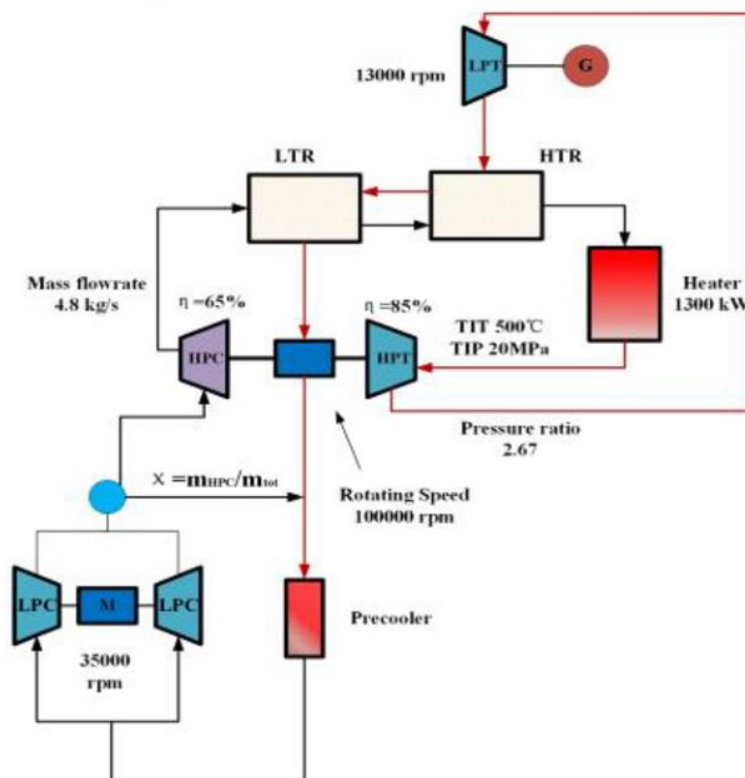 LPT
G
13000 rpm
LTR
HTR
Mass flowrate
4.8 kg/s
η =65%
η =85%
Heater
1300 kW
TIT 500℃
TIP 20MPa
HPC
HPT
Pressure ratio
2.67
X =mHPC/mtot
Rotating Speed
100000 rpm
LPC
M
LPC
Precooler
35000
rpm